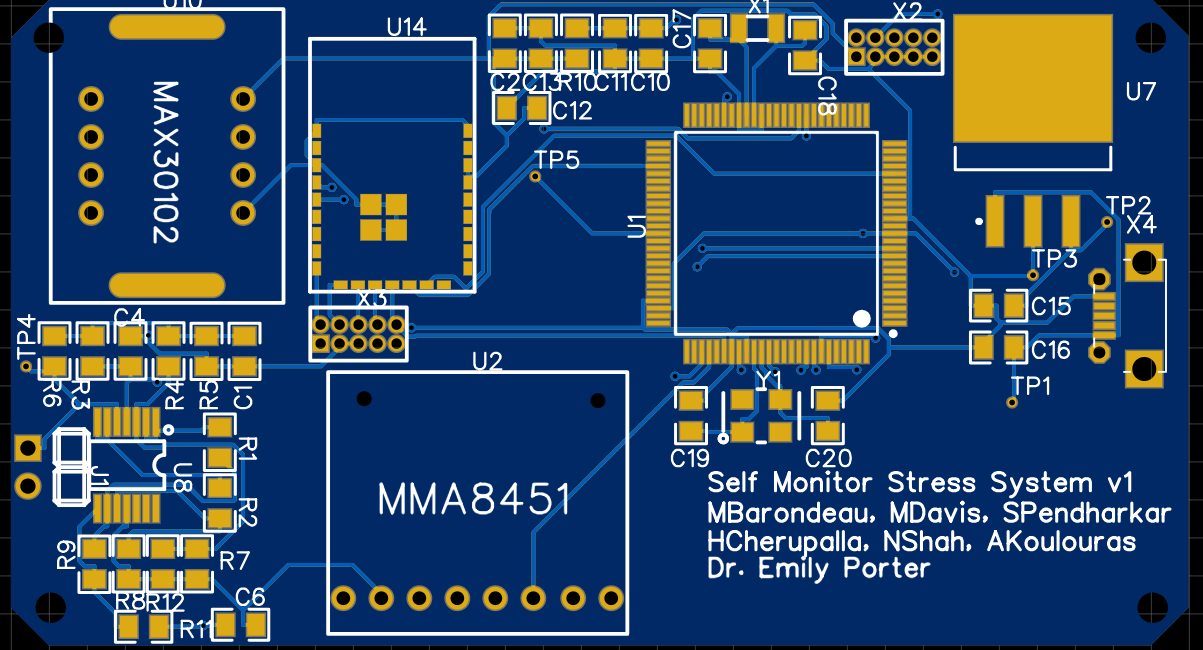 U10
U14
X1
X2
C17
C2
C13
R10
C11
C10
C18
U7
C12
MAX30102
TP5
U1
TP2
X4
TP3
X3
C15
C4
TP4
U2
C16
R6
R3
R4
R5
C1
Y1
TP1
R1
J1
U8
C19
C20
R2
MMA8451
Self Monitor Stress System v1
MBarondeau, MDavis, SPendharkar
HCherupalla, NShah, AKoulouras
Dr. Emily Porter
R9
R7
R8
R12
C6
R11